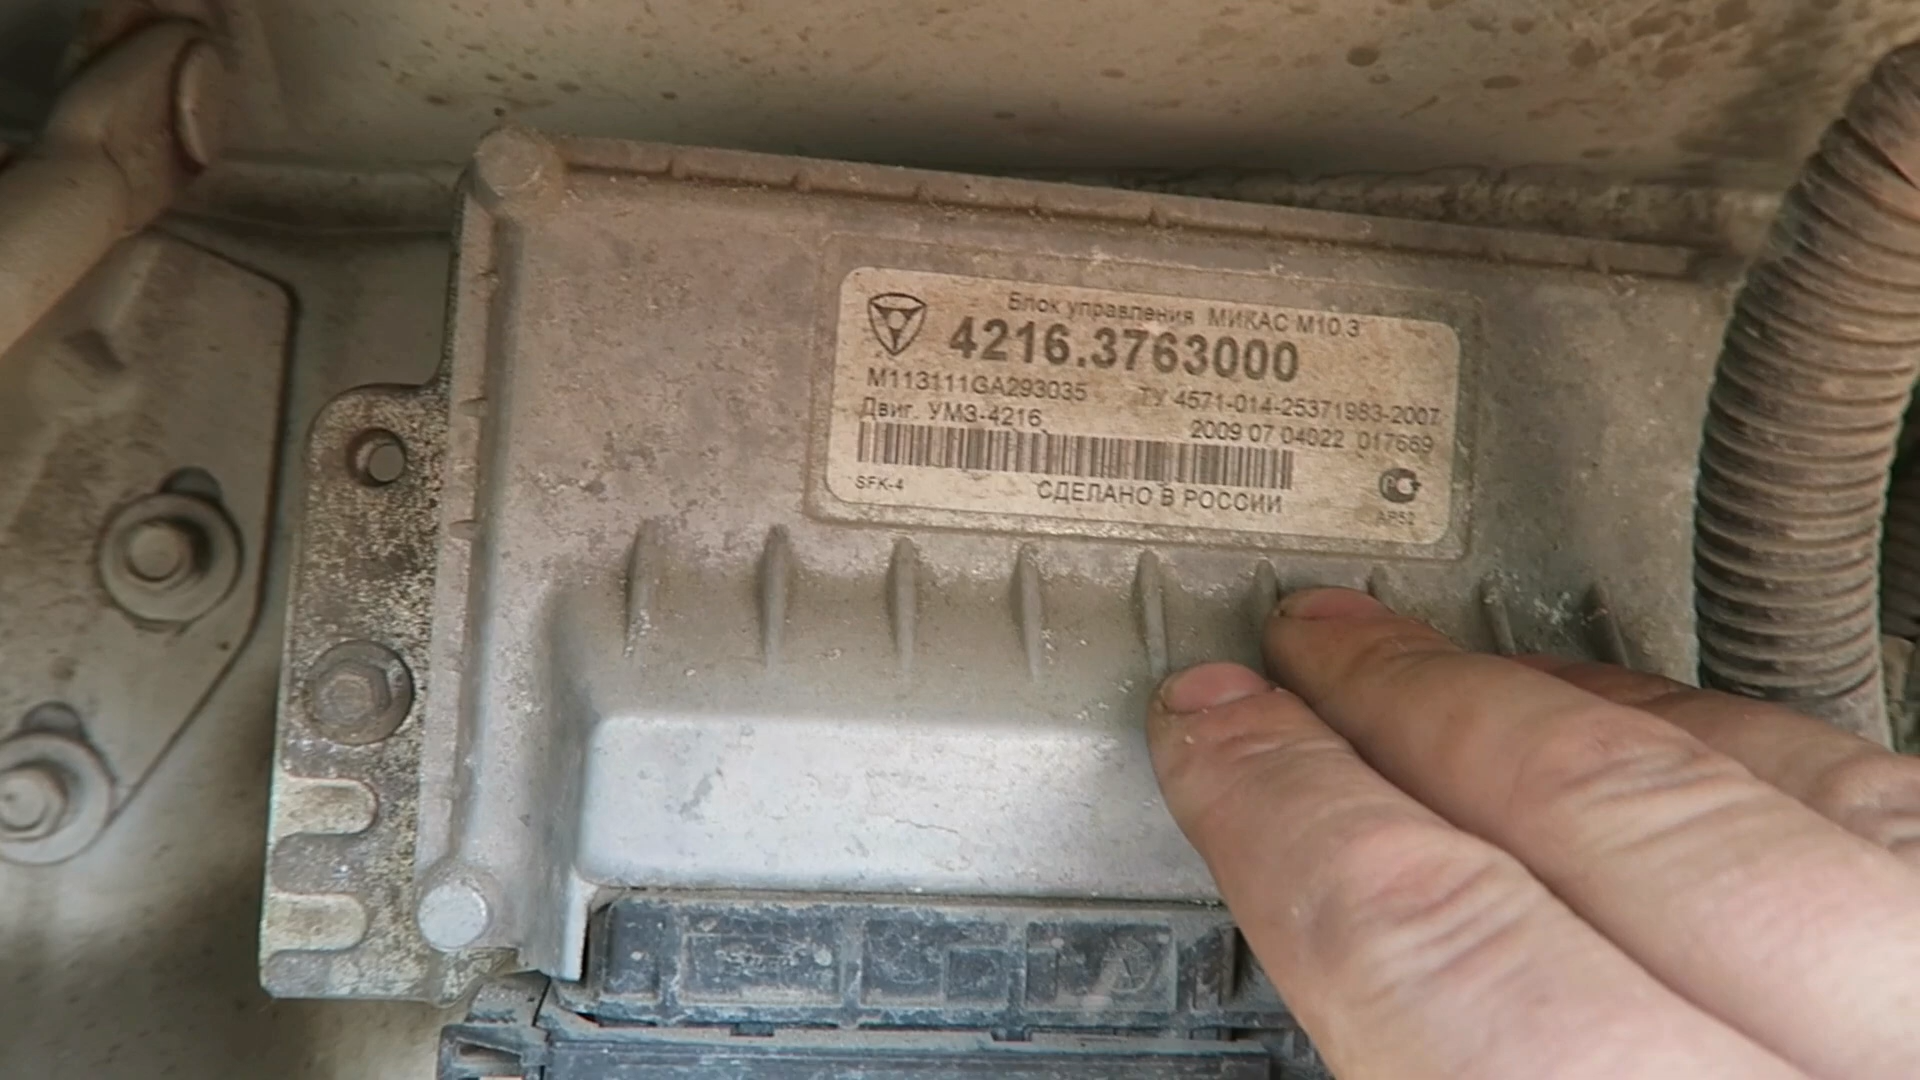 Блок управления МИКАС М10.3
4216.3763000
М113111GA293035 ТУ 4571-014-25371983-2007
Двиг. УМЗ-4216
2009 07 04022 017669
SFK-4 СДЕЛАНО В РОССИИ